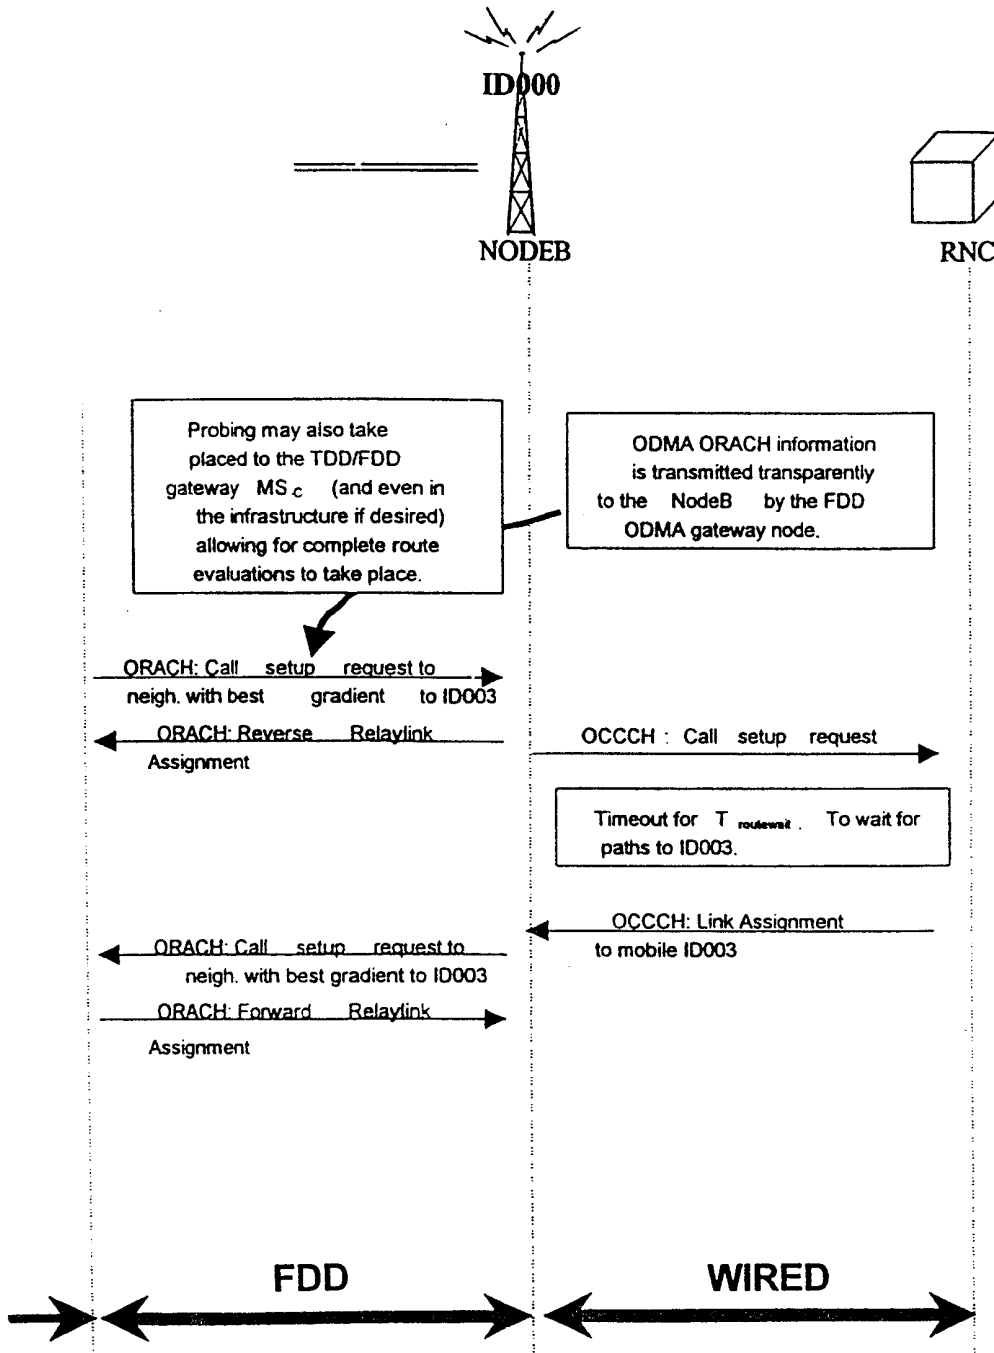 ID000
NODEB
RNC
Probing may also take
placed to the TDD/FDD
gateway MS c (and even in
the infrastructure if desired)
allowing for complete route
evaluations to take place.
ODMA ORACH information
is transmitted transparently
to the NodeB by the FDD
ODMA gateway node.
ORACH: Call setup request to
neigh. with best gradient to ID003
ORACH: Reverse Relaylink
Assignment
OCCCH : Call setup request
Timeout for T routewait . To wait for
paths to ID003.
OCCCH: Link Assignment
to mobile ID003
ORACH: Call setup request to
neigh. with best gradient to ID003
ORACH: Forward Relaylink
Assignment
FDD
WIRED